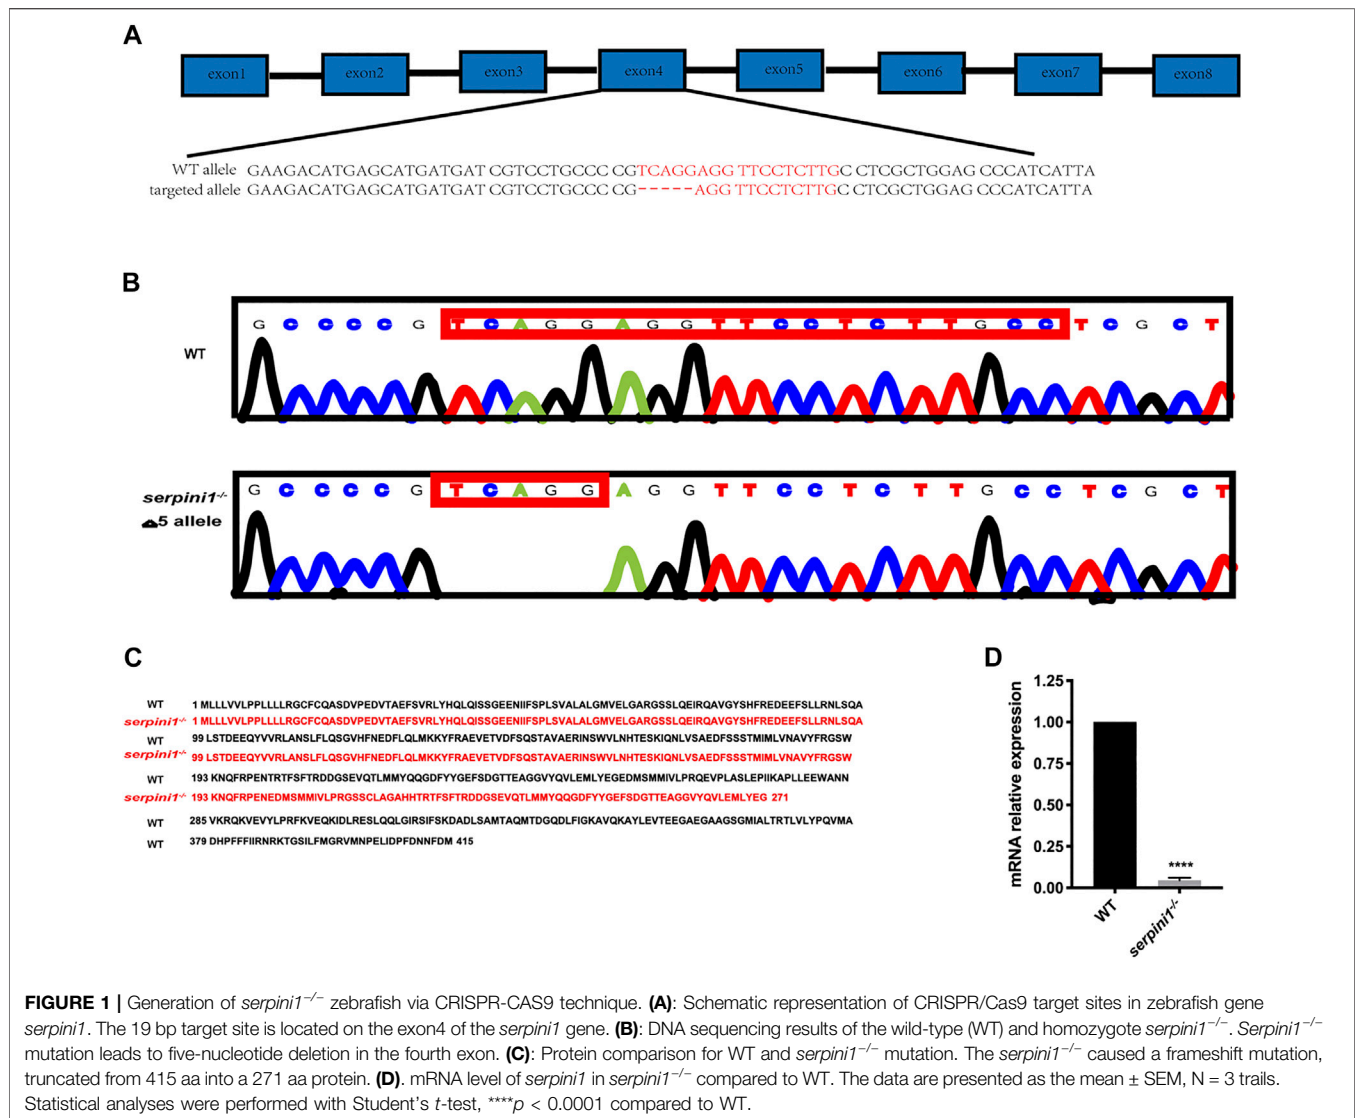 A
exon1 exon2 exon3 exon4 exon5 exon6 exon7 exon8
WT allele GAAGACATGAGCATGATGAT CGTCCTGCCC CGTCAGGAGG TTCCTCTTGC CTCGCTGGAG CCCATCATTA
targeted allele GAAGACATGAGCATGATGAT CGTCCTGCCC CG-----AGG TTCCTCTTGC CTCGCTGGAG CCCATCATTA
B
G C C C C G T C A G G A G G T T C C T C T T G C C T C G C T
WT
G C C C C G T C A G G A G G T T C C T C T T G C C T C G C T
serpini1-/-
△5 allele
C
WT 1 MLLLVVLPPLLLLRGCFCQASDVPEDVTAEFSVRLYHQLQISSGEENIIFSPLSVALALGMVELGARGSSLQEIRQAVGYSHFREDEEFSLLRNLSQA
serpini1-/- 1 MLLLVVLPPLLLLRGCFCQASDVPEDVTAEFSVRLYHQLQISSGEENIIFSPLSVALALGMVELGARGSSLQEIRQAVGYSHFREDEEFSLLRNLSQA
WT 99 LSTDEEQYVVRLANSLFLQSGVHFNEDFLQLMKKYFRAEVETVDFSQSTAVAERINSWVLNHTESKIQNLVSAEDFSSSTMIMLVNAVYFRGSW
serpini1-/- 99 LSTDEEQYVVRLANSLFLQSGVHFNEDFLQLMKKYFRAEVETVDFSQSTAVAERINSWVLNHTESKIQNLVSAEDFSSSTMIMLVNAVYFRGSW
WT 193 KNQFRPENTRTFSFTRDDGSEVQTLMMYQQGDFYYGEFSDGTTEAGGVYQVLEMLYEGEDMSMMIVLPRQEVPLASLEPIIKAPLLEEWANN
serpini1-/- 193 KNQFRPENEDMSMMIVLPRGSSCLAGAHHTRTFSFTRDDGSEVQTLMMYQQGDFYYGEFSDGTTEAGGVYQVLEMLYEG 271
WT 285 VKRQKVEVYLPRFKVEQKIDLRESLQQLGIRSIFSKDADLSAMTAQMTDGQDLFIGKAVQKAYLEVTEEGAEGAAGSGMIALTRTLVLYPQVMA
WT 379 DHPFFFIIRNRKTGSILFMGRVMNPELIDPFDNNFDM 415
D
mRNA relative expression
1.25
1.00
0.75
0.50
0.25
0.00
****
WT
serpini1-/-
FIGURE 1 | Generation of serpini1−/− zebrafish via CRISPR-CAS9 technique. (A): Schematic representation of CRISPR/Cas9 target sites in zebrafish gene
serpini1. The 19 bp target site is located on the exon4 of the serpini1 gene. (B): DNA sequencing results of the wild-type (WT) and homozygote serpini1−/−. Serpini1−/−
mutation leads to five-nucleotide deletion in the fourth exon. (C): Protein comparison for WT and serpini1−/− mutation. The serpini1−/− caused a frameshift mutation,
truncated from 415 aa into a 271 aa protein. (D). mRNA level of serpini1 in serpini1−/− compared to WT. The data are presented as the mean ± SEM, N = 3 trails.
Statistical analyses were performed with Student's t-test, ****p < 0.0001 compared to WT.